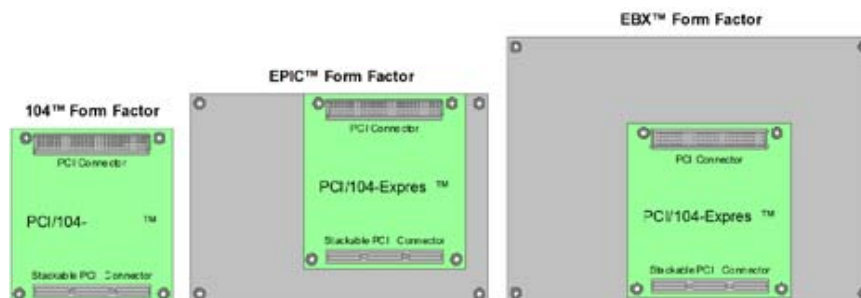 104™ Form Factor
PCI Connector
PCI/104- ™
Stackable PCI Connector
EPIC™ Form Factor
PCI Connector
PCI/104-Expres ™
Stackable PCI Connector
EBX™ Form Factor
PCI Connector
PCI/104-Expres ™
Stackable PCI Connector